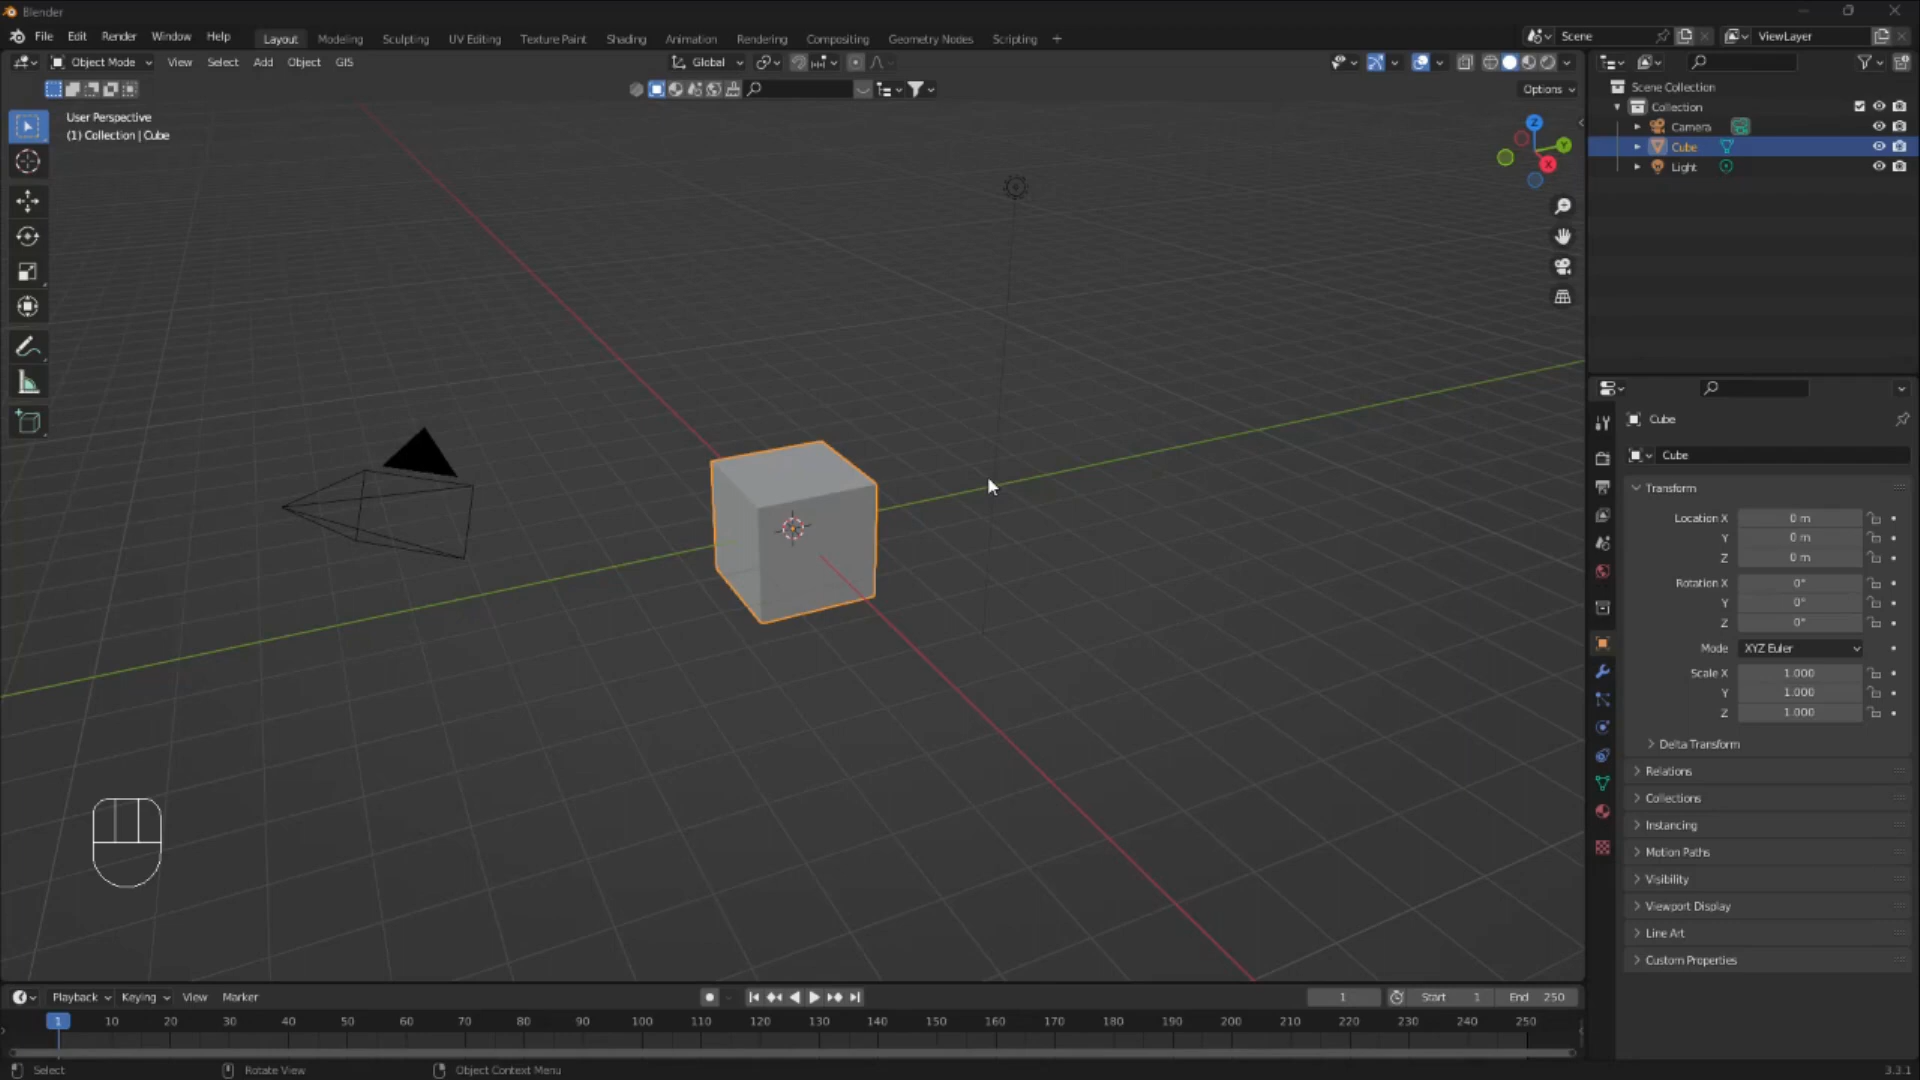 Blender
File Edit Render Window Help Layout Modeling Sculpting UV Editing Texture Paint Shading Animation Rendering Compositing Geometry Nodes Scripting + Scene ViewLayer
Object Mode View Select Add Object GIS Global
Options
User Perspective
(1) Collection | Cube
Z
Y
X
Scene Collection
Collection
Camera
Cube
Light
Cube
Cube
Transform
Location X 0 m
Y 0 m
Z 0 m
Rotation X 0°
Y 0°
Z 0°
Mode XYZ Euler
Scale X 1.000
Y 1.000
Z 1.000
Delta Transform
Relations
Collections
Instancing
Motion Paths
Visibility
Viewport Display
Line Art
Custom Properties
Playback Keying View Marker 1 Start 1 End 250
1 10 20 30 40 50 60 70 80 90 100 110 120 130 140 150 160 170 180 190 200 210 220 230 240 250
Select Rotate View Object Context Menu 3.3.1